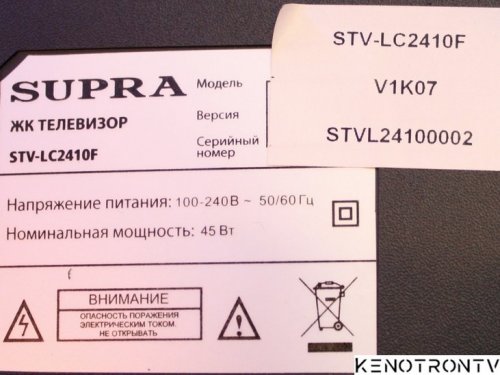 SUPRA
ЖК ТЕЛЕВИЗОР
STV-LC2410F
Модель
Версия
Серийный
номер
STV-LC2410F
V1K07
STVL24100002
Напряжение питания: 100-240В ~ 50/60 Гц
Номинальная мощность: 45 Вт
ВНИМАНИЕ
ОПАСНОСТЬ ПОРАЖЕНИЯ
ЭЛЕКТРИЧЕСКИМ ТОКОМ.
НЕ ОТКРЫВАТЬ
KENOTRONTV